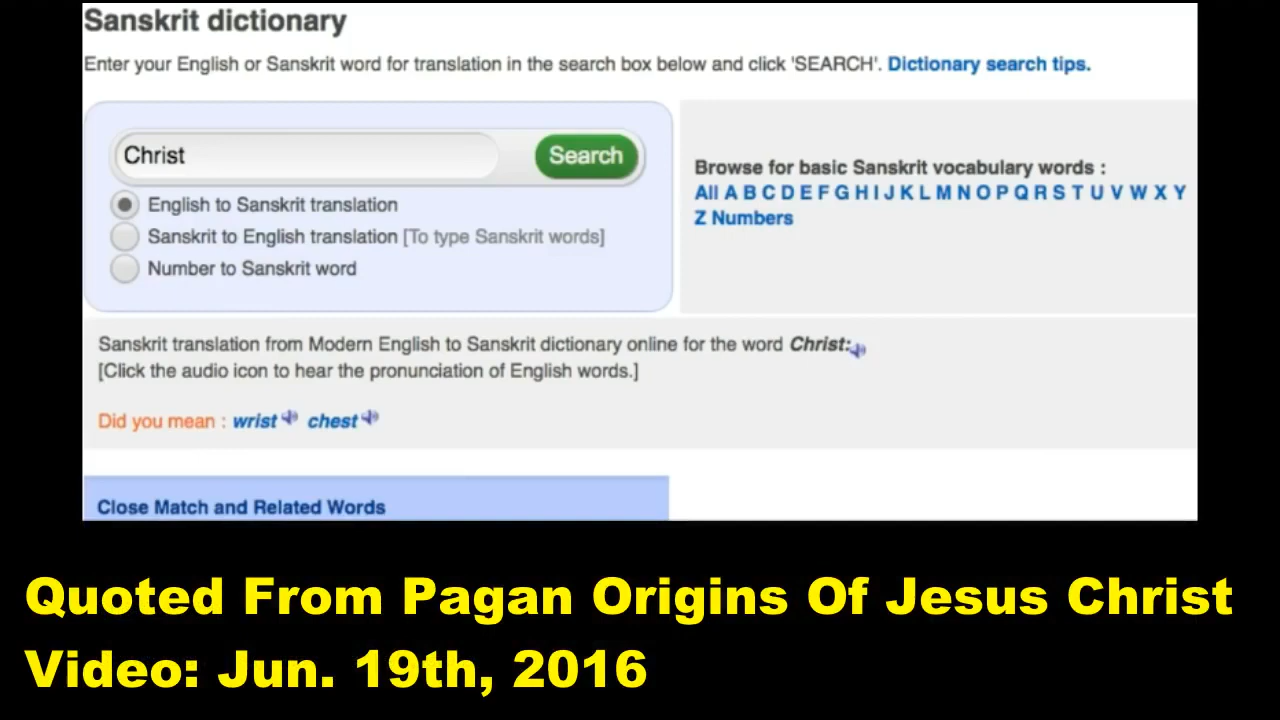 Sanskrit dictionary
Enter your English or Sanskrit word for translation in the search box below and click 'SEARCH'. Dictionary search tips.
Christ
Search
English to Sanskrit translation
Sanskrit to English translation [To type Sanskrit words]
Number to Sanskrit word
Browse for basic Sanskrit vocabulary words :
All A B C D E F G H I J K L M N O P Q R S T U V W X Y
Z Numbers
Sanskrit translation from Modern English to Sanskrit dictionary online for the word Christ:
[Click the audio icon to hear the pronunciation of English words.]
Did you mean : wrist chest
Close Match and Related Words
Quoted From Pagan Origins Of Jesus Christ
Video: Jun. 19th, 2016